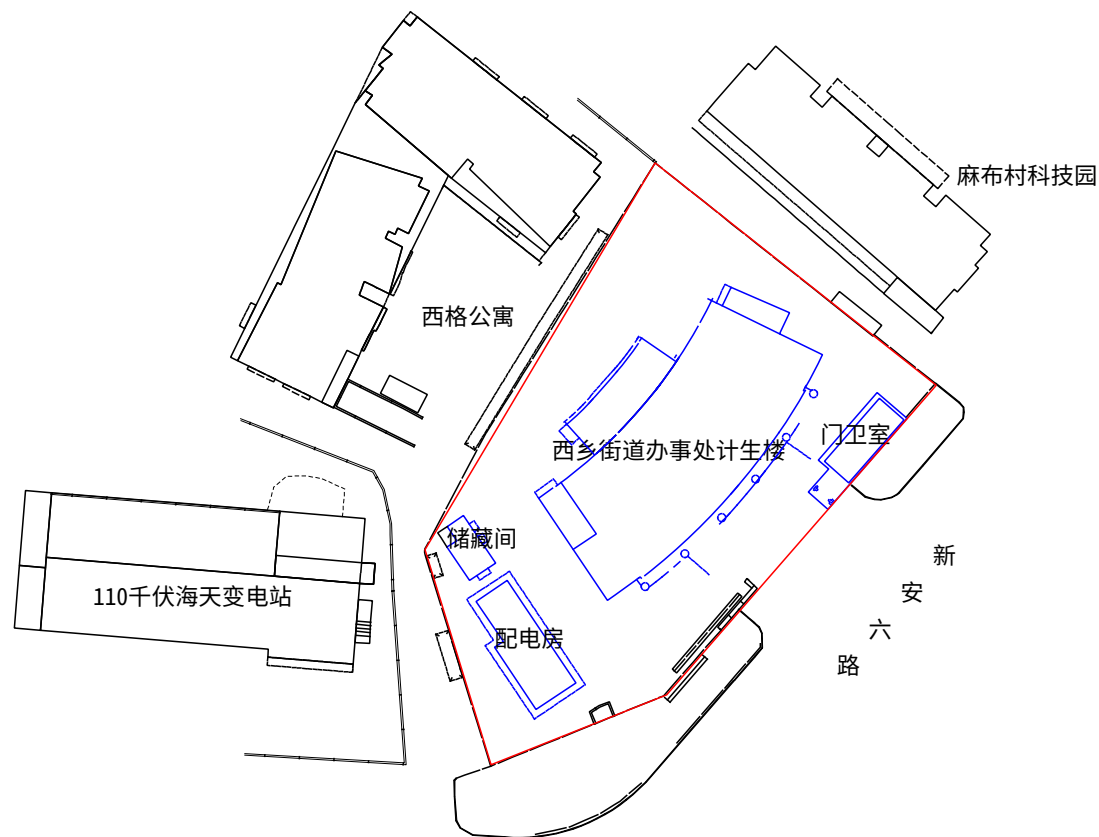 麻布村科技园
西格公寓
门卫室
西乡街道办事处计生楼
储藏间
110千伏海天变电站
配电房
新安六路